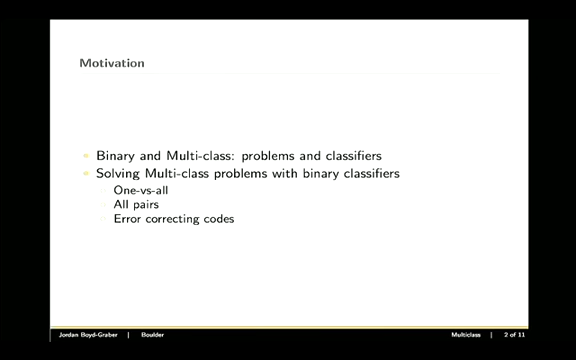 Motivation
Binary and Multi-class: problems and classifiers
Solving Multi-class problems with binary classifiers
One-vs-all
All pairs
Error correcting codes
Jordan Boyd-Graber | Boulder Multiclass | 2 of 11